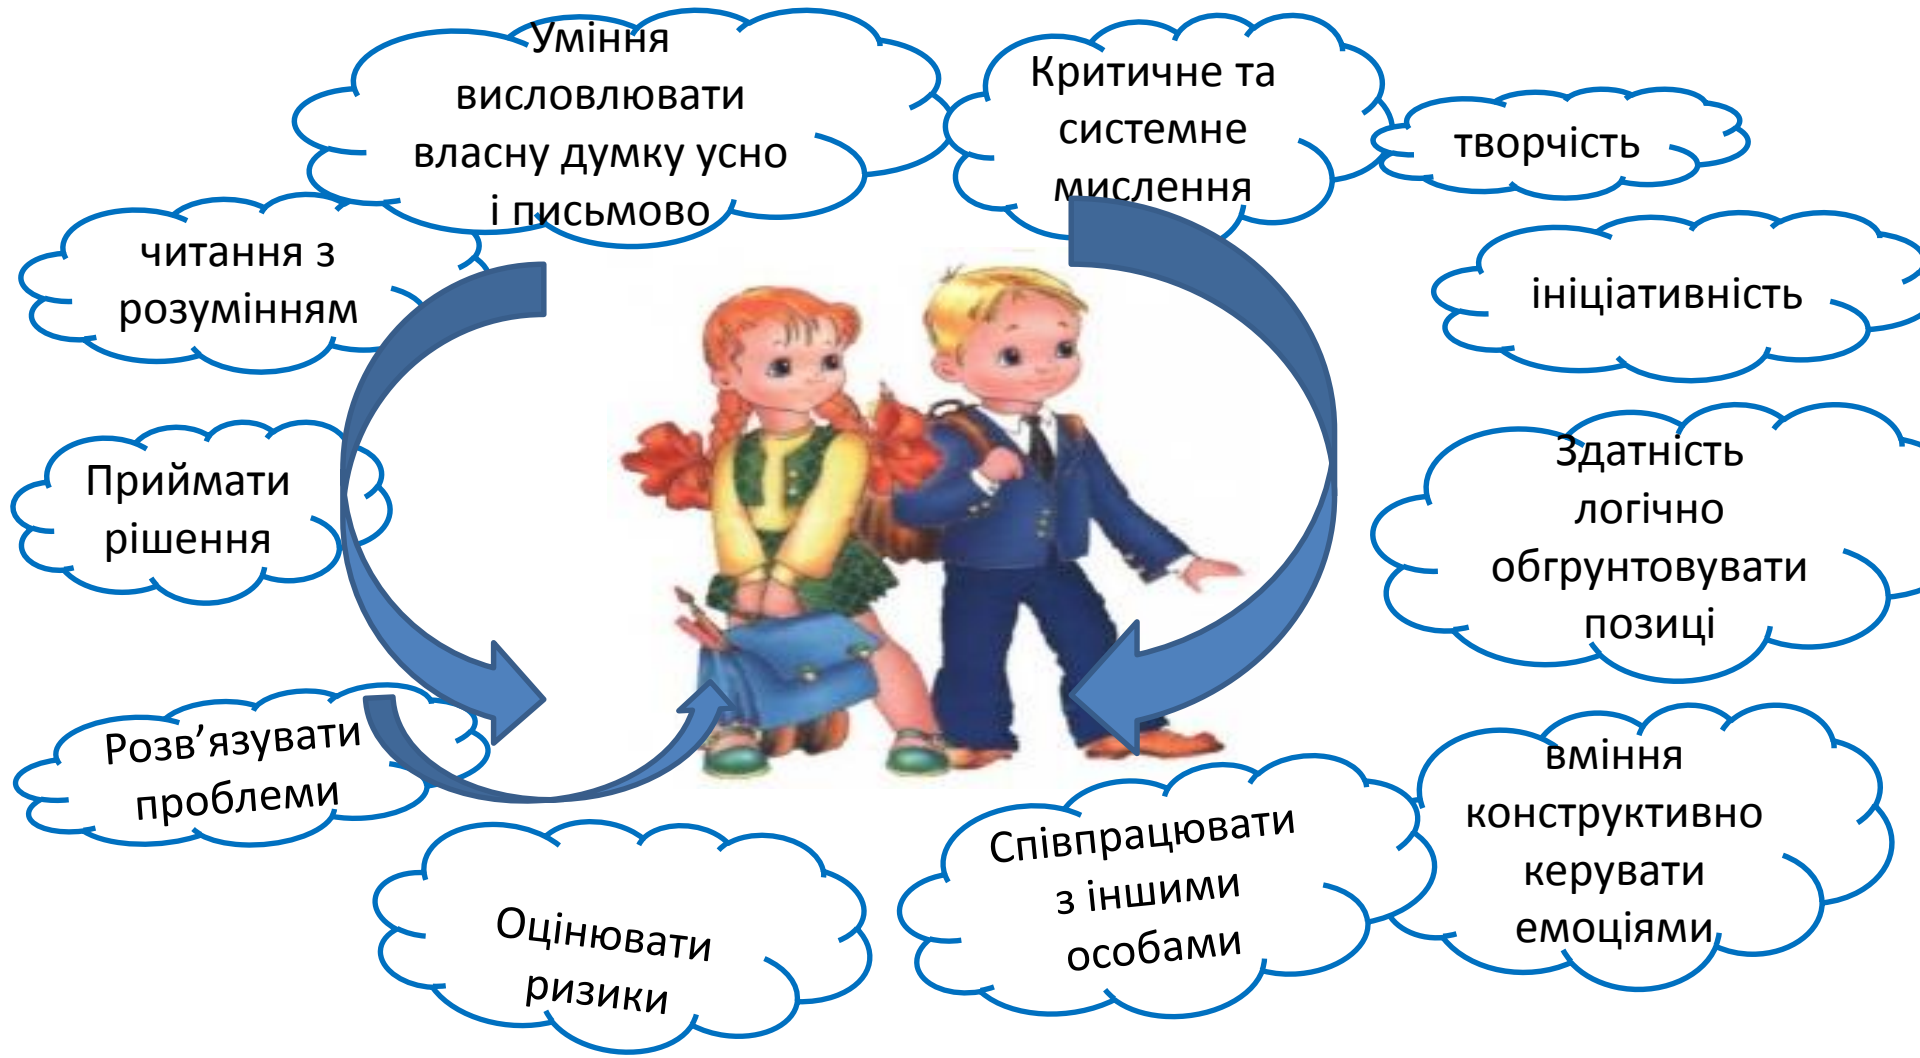 Уміння
висловлювати
власну думку усно
і письмово
Критичне та
системне
мислення
творчість
читання з
розумінням
ініціативність
Приймати
рішення
Здатність
логічно
обгрунтовувати
позиці
Розв’язувати
проблеми
вміння
конструктивно
керувати
емоціями
Співпрацювати
з іншими
особами
Оцінювати
ризики